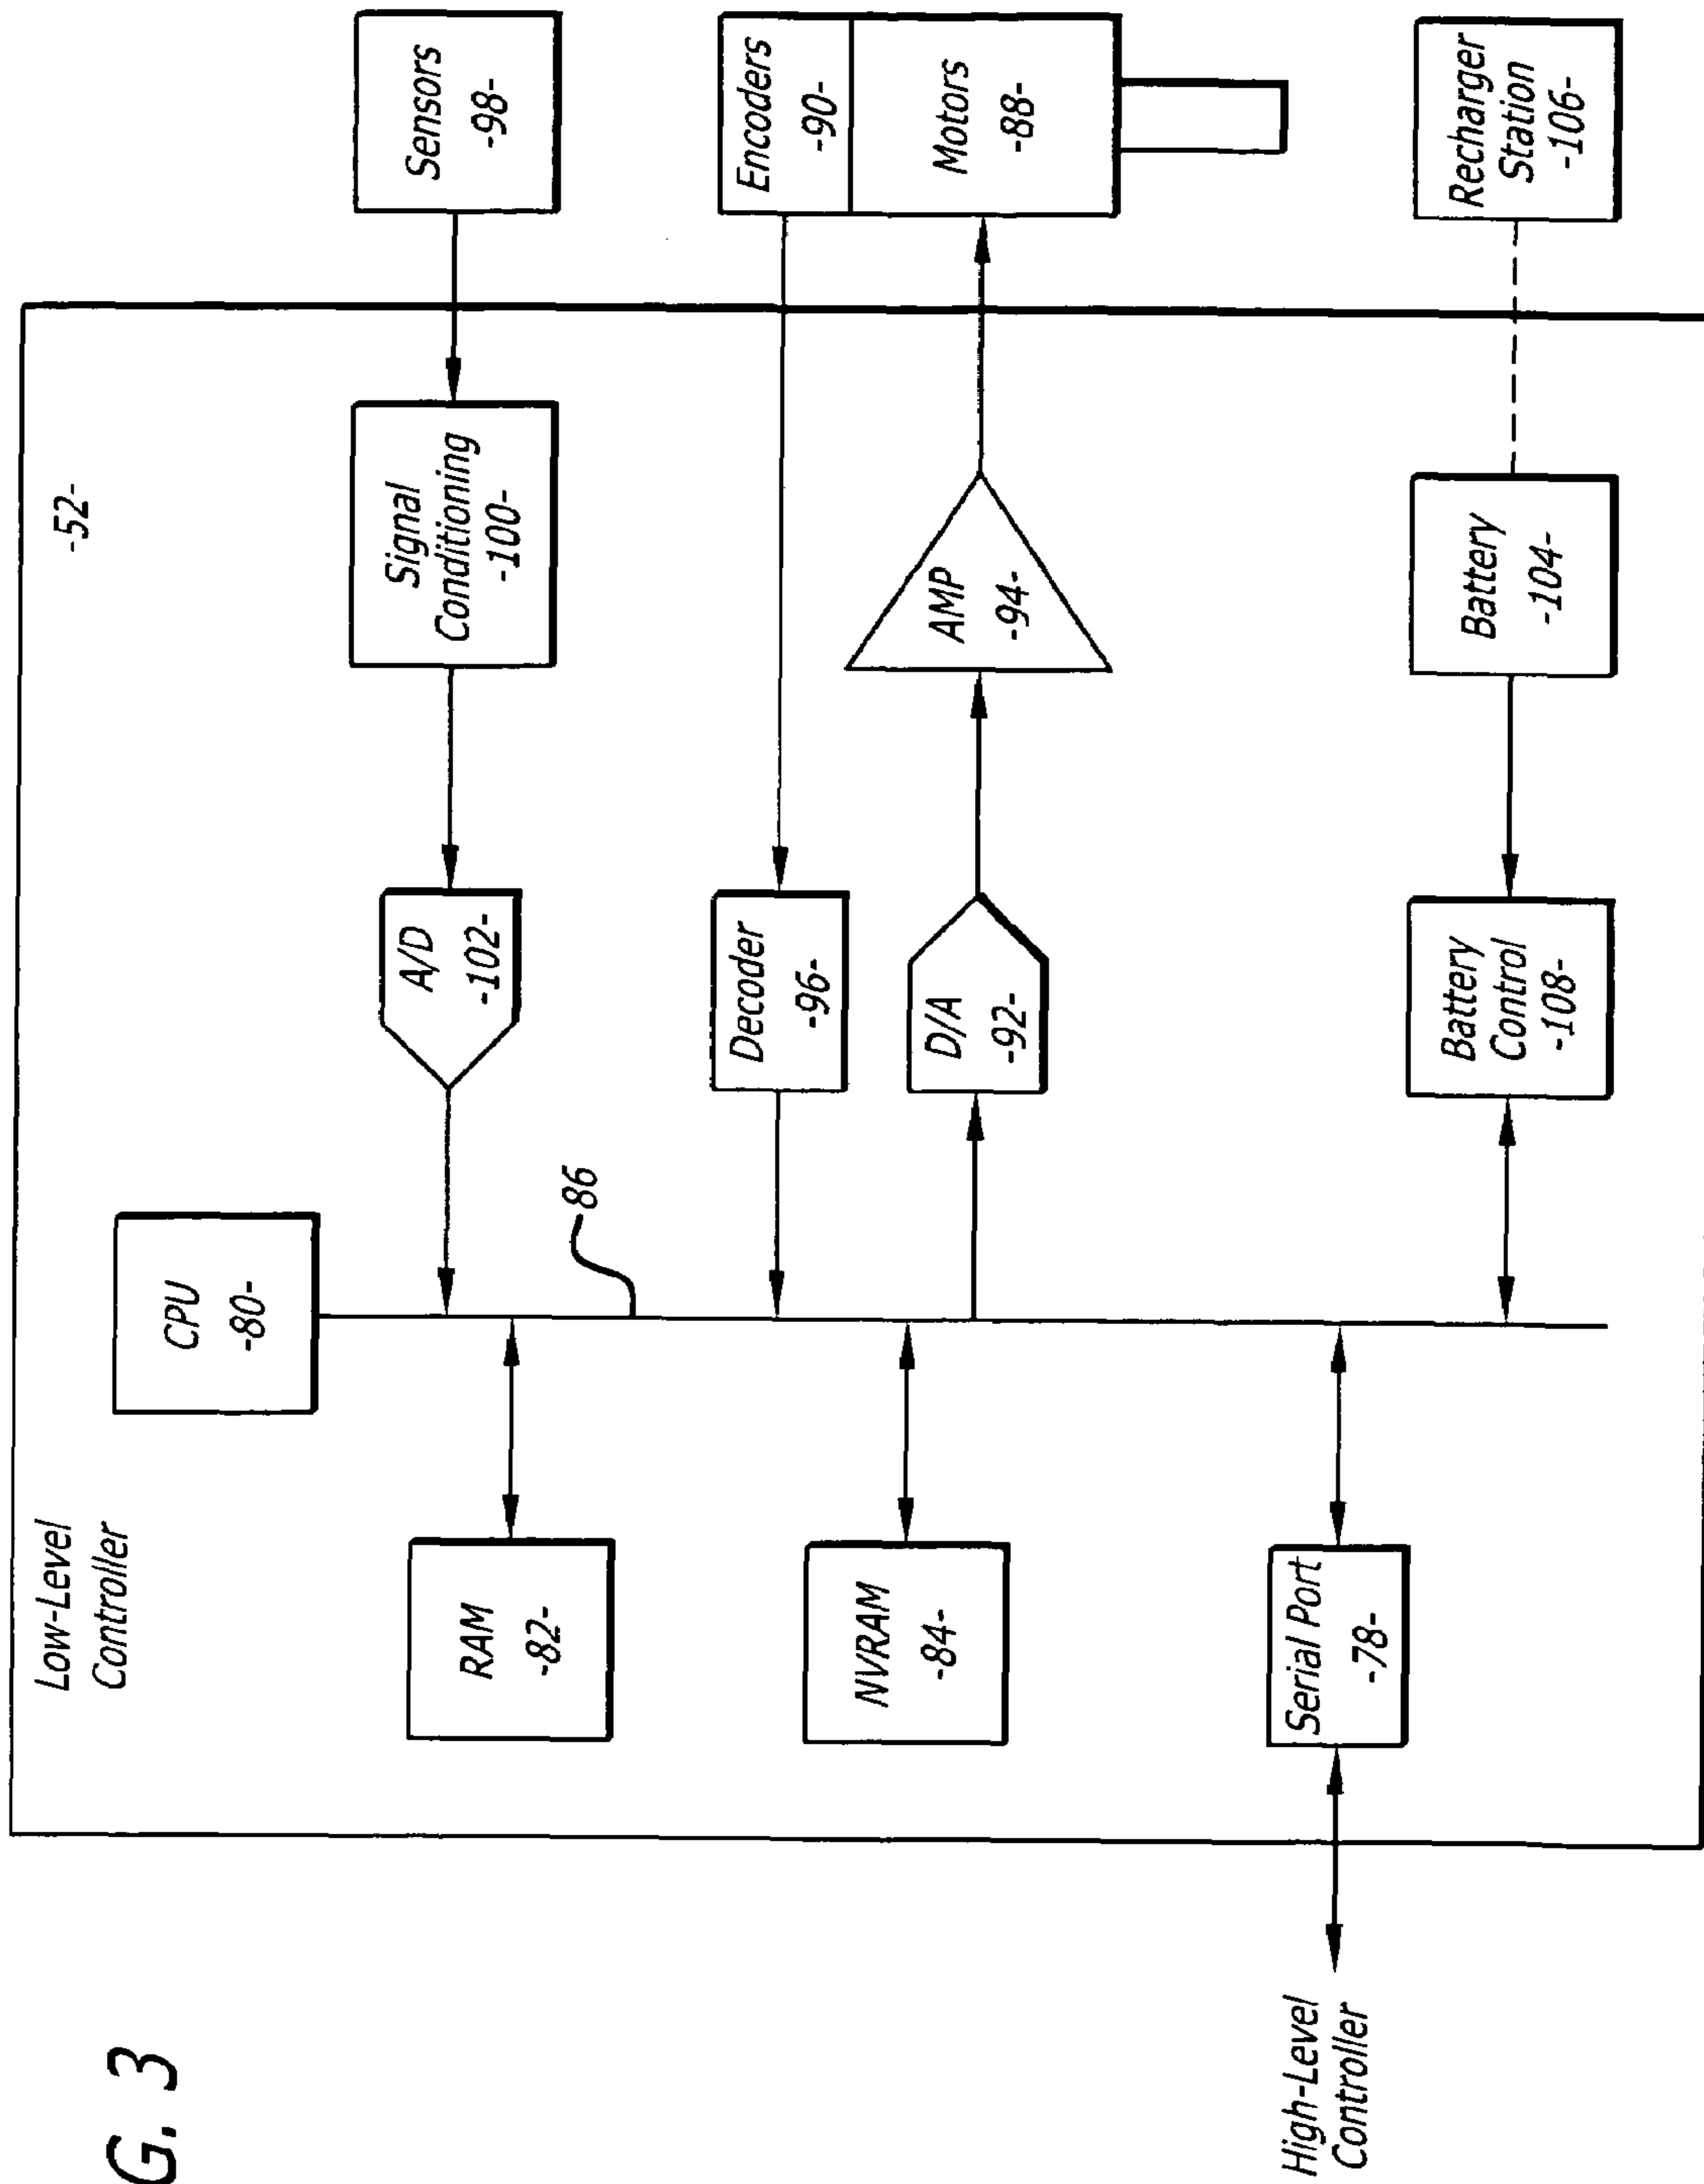 G. 3
Low-Level
Controller
-52-
CPU
-80-
RAM
-82-
NVRAM
-84-
Serial Port
-78-
High-Level
Controller
86
A/D
-102-
Signal
Conditioning
-100-
Sensors
-98-
Decoder
-96-
Encoders
-90-
D/A
-92-
AMP
-94-
Motors
-88-
Battery
Control
-108-
Battery
-104-
Recharger
Station
-106-